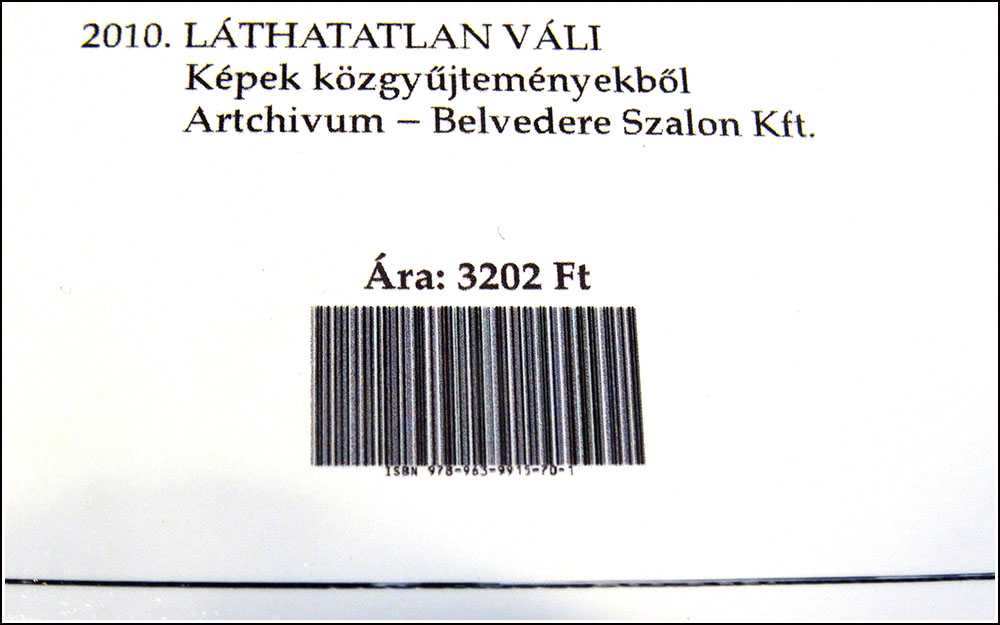 2010. LÁTHATATLAN VÁLI
Képek közgyűjteményekből
Artchivum – Belvedere Szalon Kft.
Ára: 3202 Ft
ISBN 978-963-9915-70-1